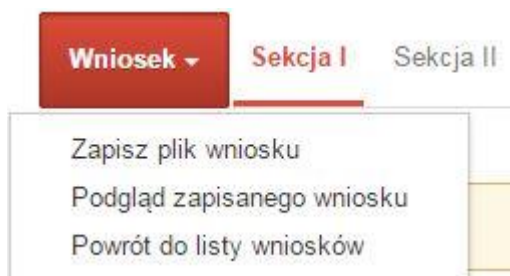 Wniosek Sekcja I Sekcja II
Zapisz plik wniosku
Podgląd zapisanego wniosku
Powrót do listy wniosków